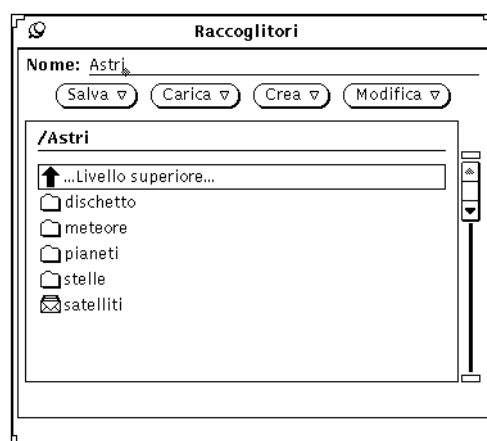 Raccoglitori
Nome: Astri
Salva Carica Crea Modifica
/Astri
...Livello superiore...
dischetto
meteore
pianeti
stelle
satelliti